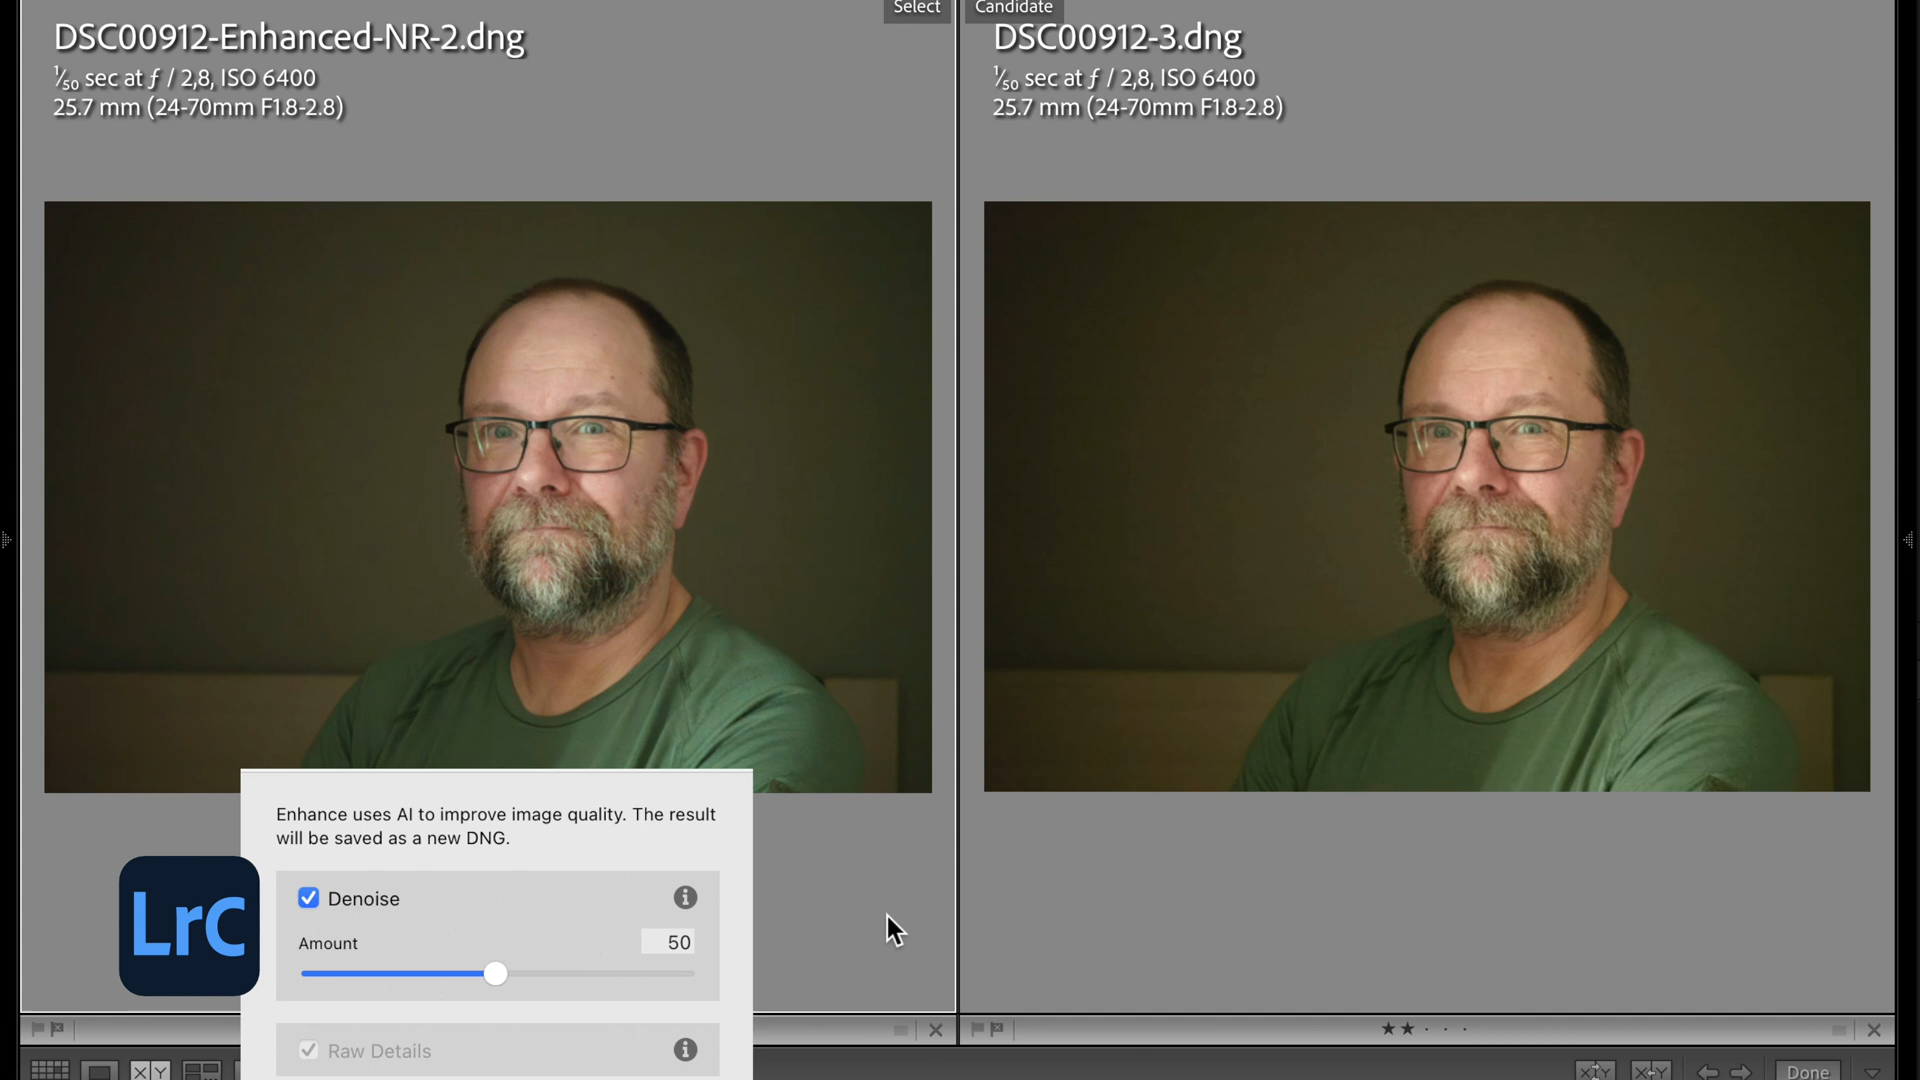 Select
DSC00912-Enhanced-NR-2.dng
1/50 sec at ƒ / 2,8, ISO 6400
25.7 mm (24-70mm F1.8-2.8)
Candidate
DSC00912-3.dng
1/50 sec at ƒ / 2,8, ISO 6400
25.7 mm (24-70mm F1.8-2.8)
Enhance uses AI to improve image quality. The result
will be saved as a new DNG.
LrC
Denoise
Amount 50
Raw Details
XY
XY
XY
Done